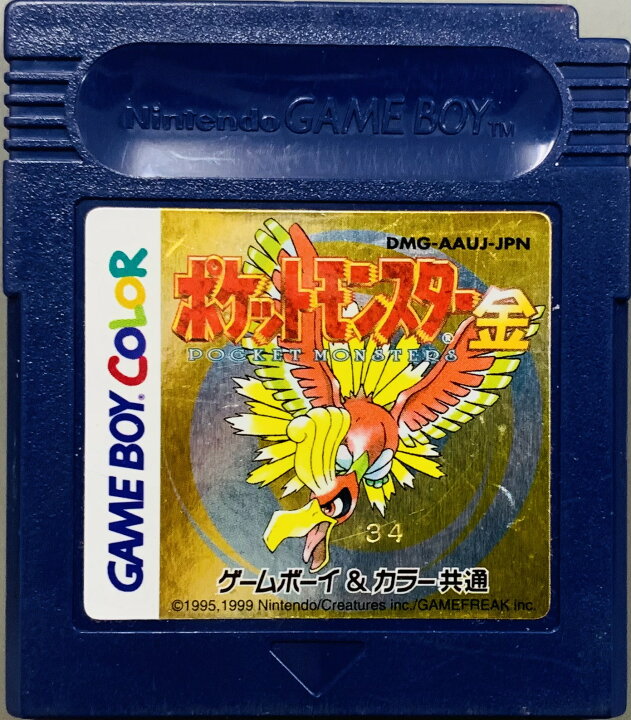 Nintendo GAME BOY TM
GAME BOY COLOR
DMG-AAUJ-JPN
ポケットモンスター金
POCKET MONSTERS
34
ゲームボーイ&カラー共通
©1995,1999 Nintendo/Creatures inc./GAMEFREAK inc.